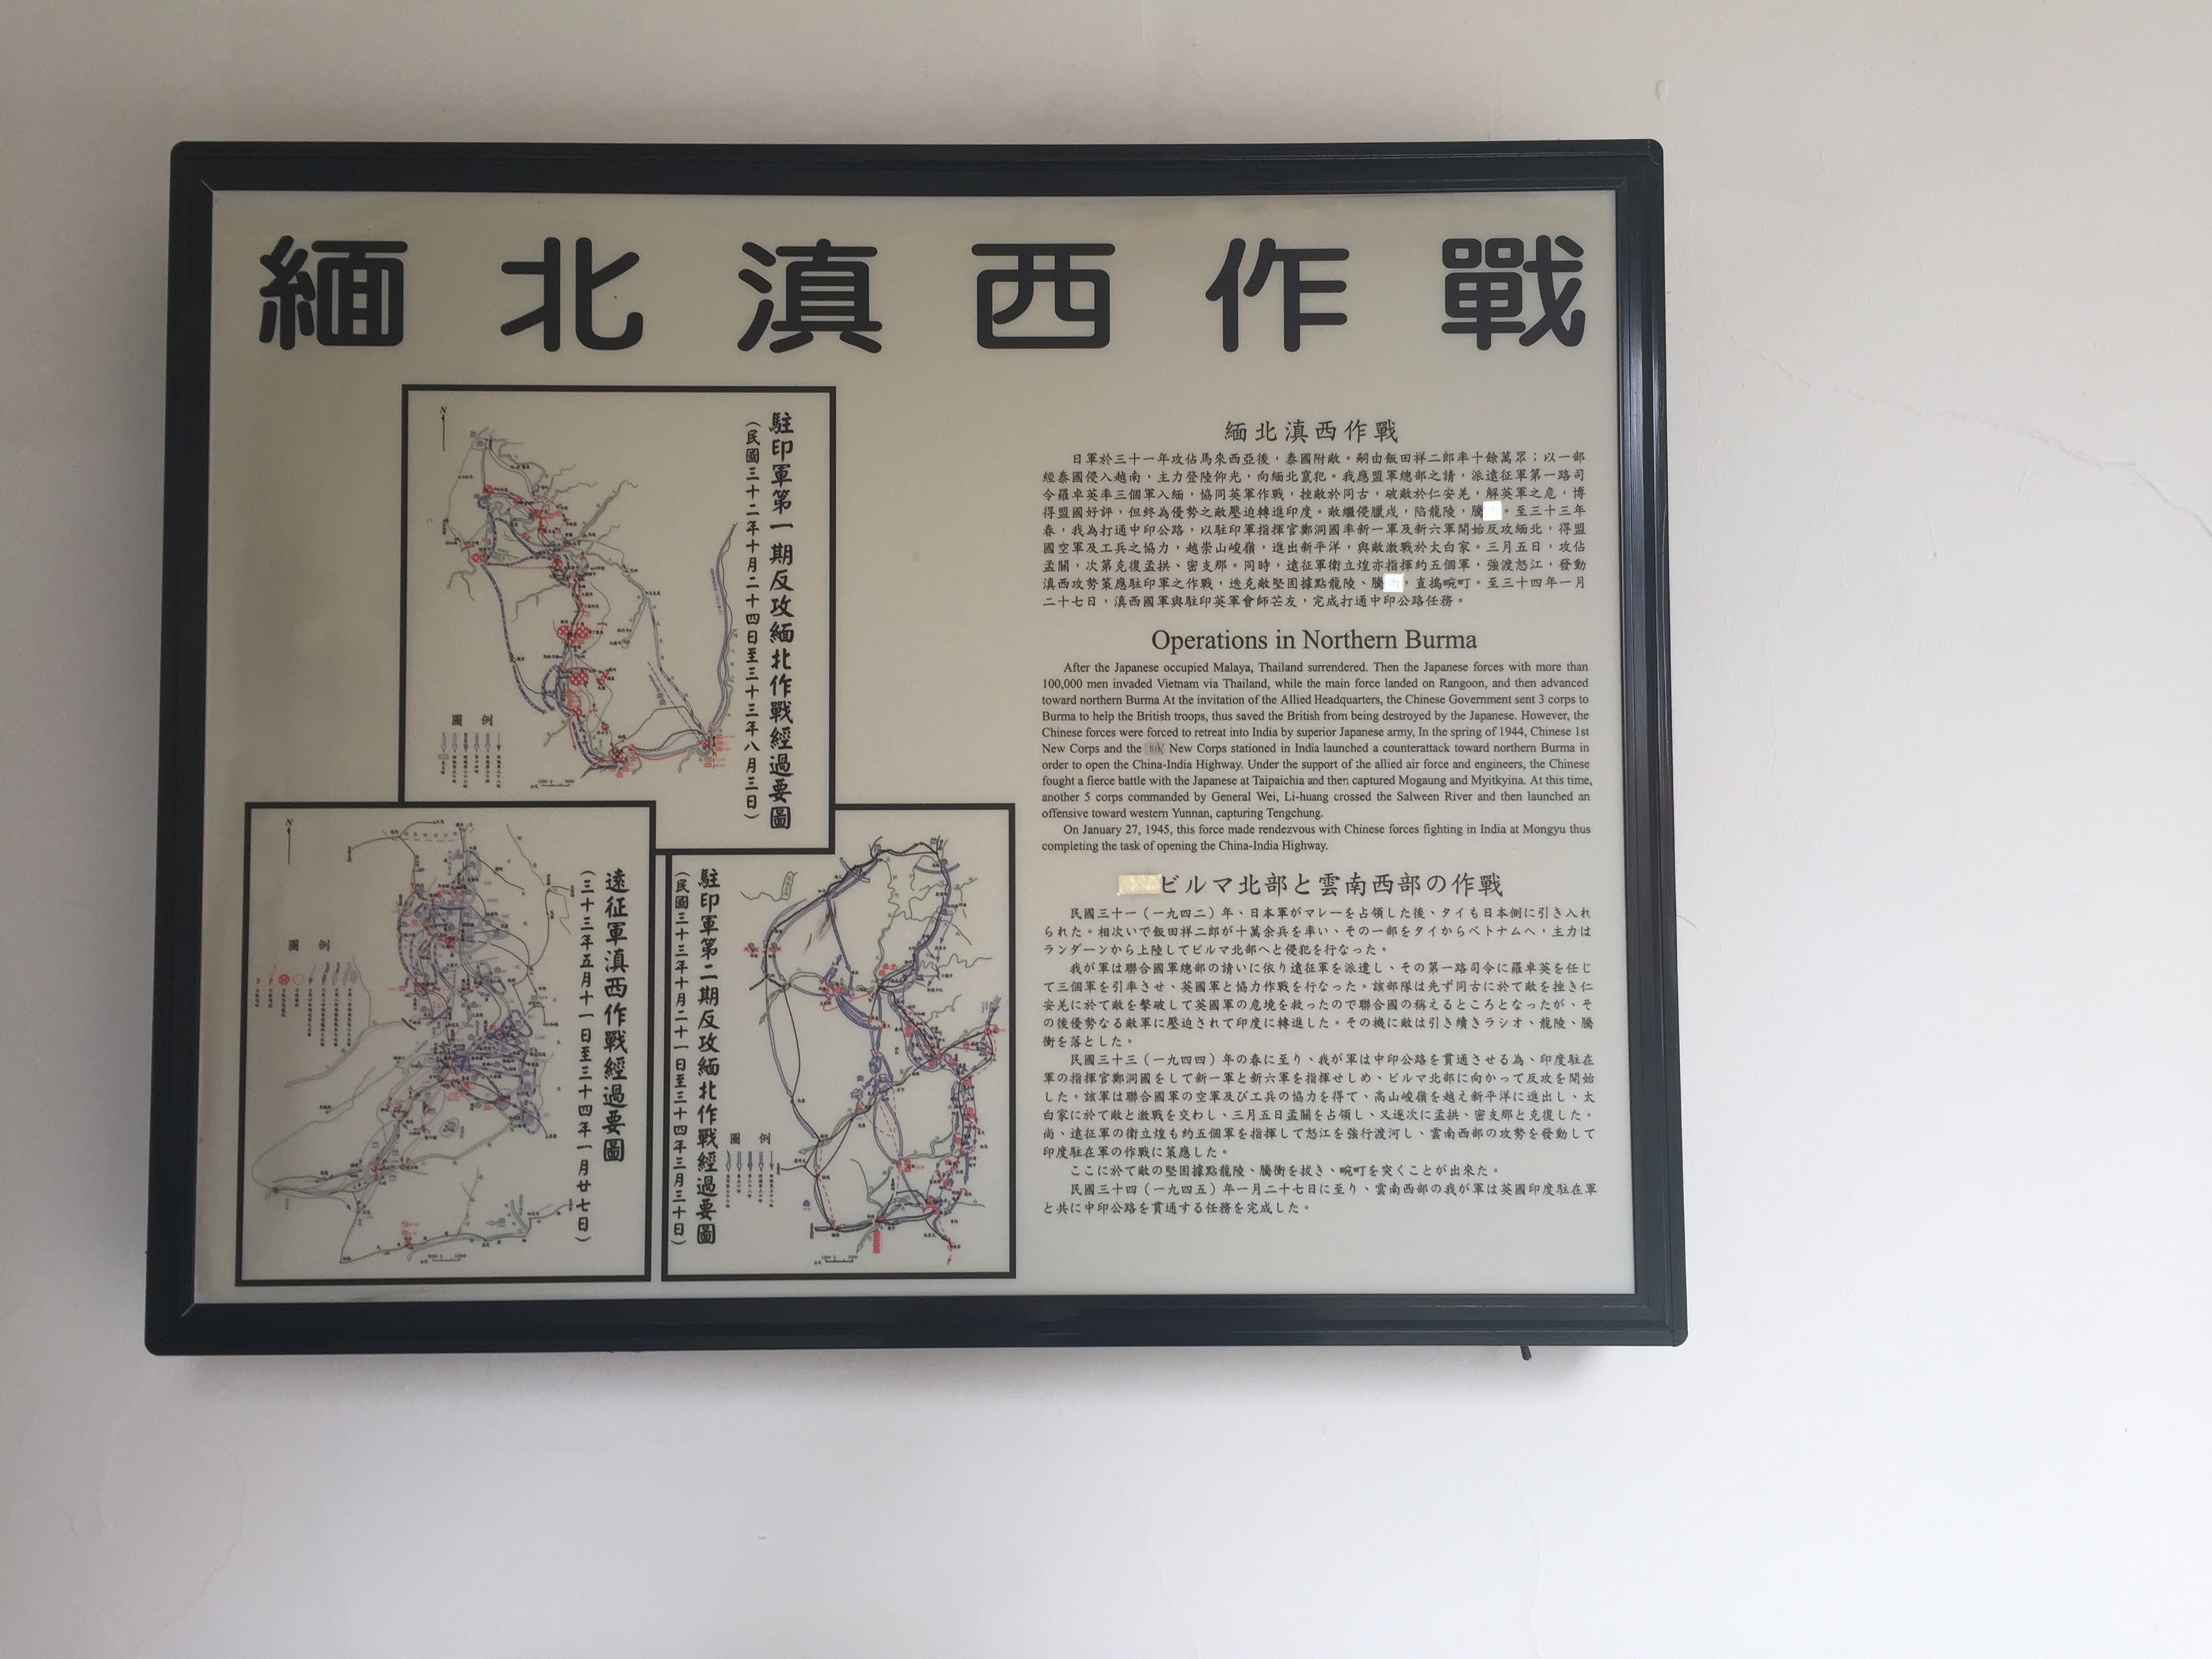 緬北滇西作戰
駐印軍第一期反攻緬北作戰經過要圖
（民國三十二年十月二十四日至三十三年八月三日）
N
圖例
遠征軍滇西作戰經過要圖
（三十三年五月十一日至三十四年一月廿七日）
N
圖例
駐印軍第二期反攻緬北作戰經過要圖
（民國三十三年十月二十一日至三十四年三月三十日）
圖例
緬北滇西作戰
日軍於三十一年攻佔馬來西亞後，泰國附敵。嗣由飯田祥二郎率十餘萬眾；以一部
經泰國侵入越南，主力登陸仰光，向緬北竄犯。我應盟軍總部之請，派遠征軍第一路司
令羅卓英率三個軍入緬，協同英軍作戰，挫敵於同古，破敵於仁安羌，解英軍之危，博
得盟國好評，但終為優勢之敵壓迫轉進印度。敵繼侵臘戍，陷龍陵，騰。至三十三年
春，我為打通中印公路，以駐印軍指揮官鄭洞國率新一軍及新六軍開始反攻緬北，得盟
國空軍及工兵之協力，越崇山峻嶺，進出新平洋，與敵激戰於太白家。三月五日，攻佔
孟關，次第克復孟拱、密支那。同時，遠征軍衛立煌亦指揮約五個軍，強渡怒江，發動
滇西攻勢策應駐印軍之作戰，迭克敵堅固據點龍陵、騰，直搗畹町。至三十四年一月
二十七日，滇西國軍與駐印英軍會師芒友，完成打通中印公路任務。
Operations in Northern Burma
After the Japanese occupied Malaya, Thailand surrendered. Then the Japanese forces with more than
100,000 men invaded Vietnam via Thailand, while the main force landed on Rangoon, and then advanced
toward northern Burma At the invitation of the Allied Headquarters, the Chinese Government sent 3 corps to
Burma to help the British troops, thus saved the British from being destroyed by the Japanese. However, the
Chinese forces were forced to retreat into India by superior Japanese army, In the spring of 1944, Chinese 1st
New Corps and the 6th New Corps stationed in India launched a counterattack toward northern Burma in
order to open the China-India Highway. Under the support of the allied air force and engineers, the Chinese
fought a fierce battle with the Japanese at Taipaichia and then captured Mogaung and Myitkyina. At this time,
another 5 corps commanded by General Wei, Li-huang crossed the Salween River and then launched an
offensive toward western Yunnan, capturing Tengchung.
On January 27, 1945, this force made rendezvous with Chinese forces fighting in India at Mongyu thus
completing the task of opening the China-India Highway.
ビルマ北部と雲南西部の作戰
民國三十一（一九四二）年、日本軍がマレーを占領した後、タイも日本側に引き入れ
られた。相次いで飯田祥二郎が十萬余兵を率い、その一部をタイからベトナムへ，主力は
ランダーンから上陸してビルマ北部へと侵犯を行なった。
我が軍は聯合國軍總部の請いに依り遠征軍を派遣し、その第一路司令に羅卓英を任じ
て三個軍を引率させ、英國軍と協力作戰を行なった。該部隊は先ず同古に於て敵を挫き仁
安羌に於て敵を擊破して英國軍の危境を救ったので聯合國の稱えるところとなったが、そ
の後優勢なる敵軍に壓迫されて印度に轉進した。その機に敵は引き續きラシオ、龍陵、騰
衝を落とした。
民國三十三（一九四四）年の春に至り、我が軍は中印公路を貫通させる為、印度駐在
軍の指揮官鄭洞國をして新一軍と新六軍を指揮せしめ、ビルマ北部に向かって反攻を開始
した。該軍は聯合國軍の空軍及び工兵の協力を得て、高山峻嶺を越え新平洋に進出し、太
白家に於て敵と激戰を交わし、三月五日孟關を占領し、又逐次に孟拱、密支那と克復した。
尚、遠征軍の衛立煌も約五個軍を指揮して怒江を強行渡河し、雲南西部の攻勢を發動して
印度駐在軍の作戰に策應した。
ここに於て敵の堅固據點龍陵、騰衝を拔き、畹町を突くことが出來た。
民國三十四（一九四五）年一月二十七日に至り、雲南西部の我が軍は英國印度駐在軍
と共に中印公路を貫通する任務を完成した。